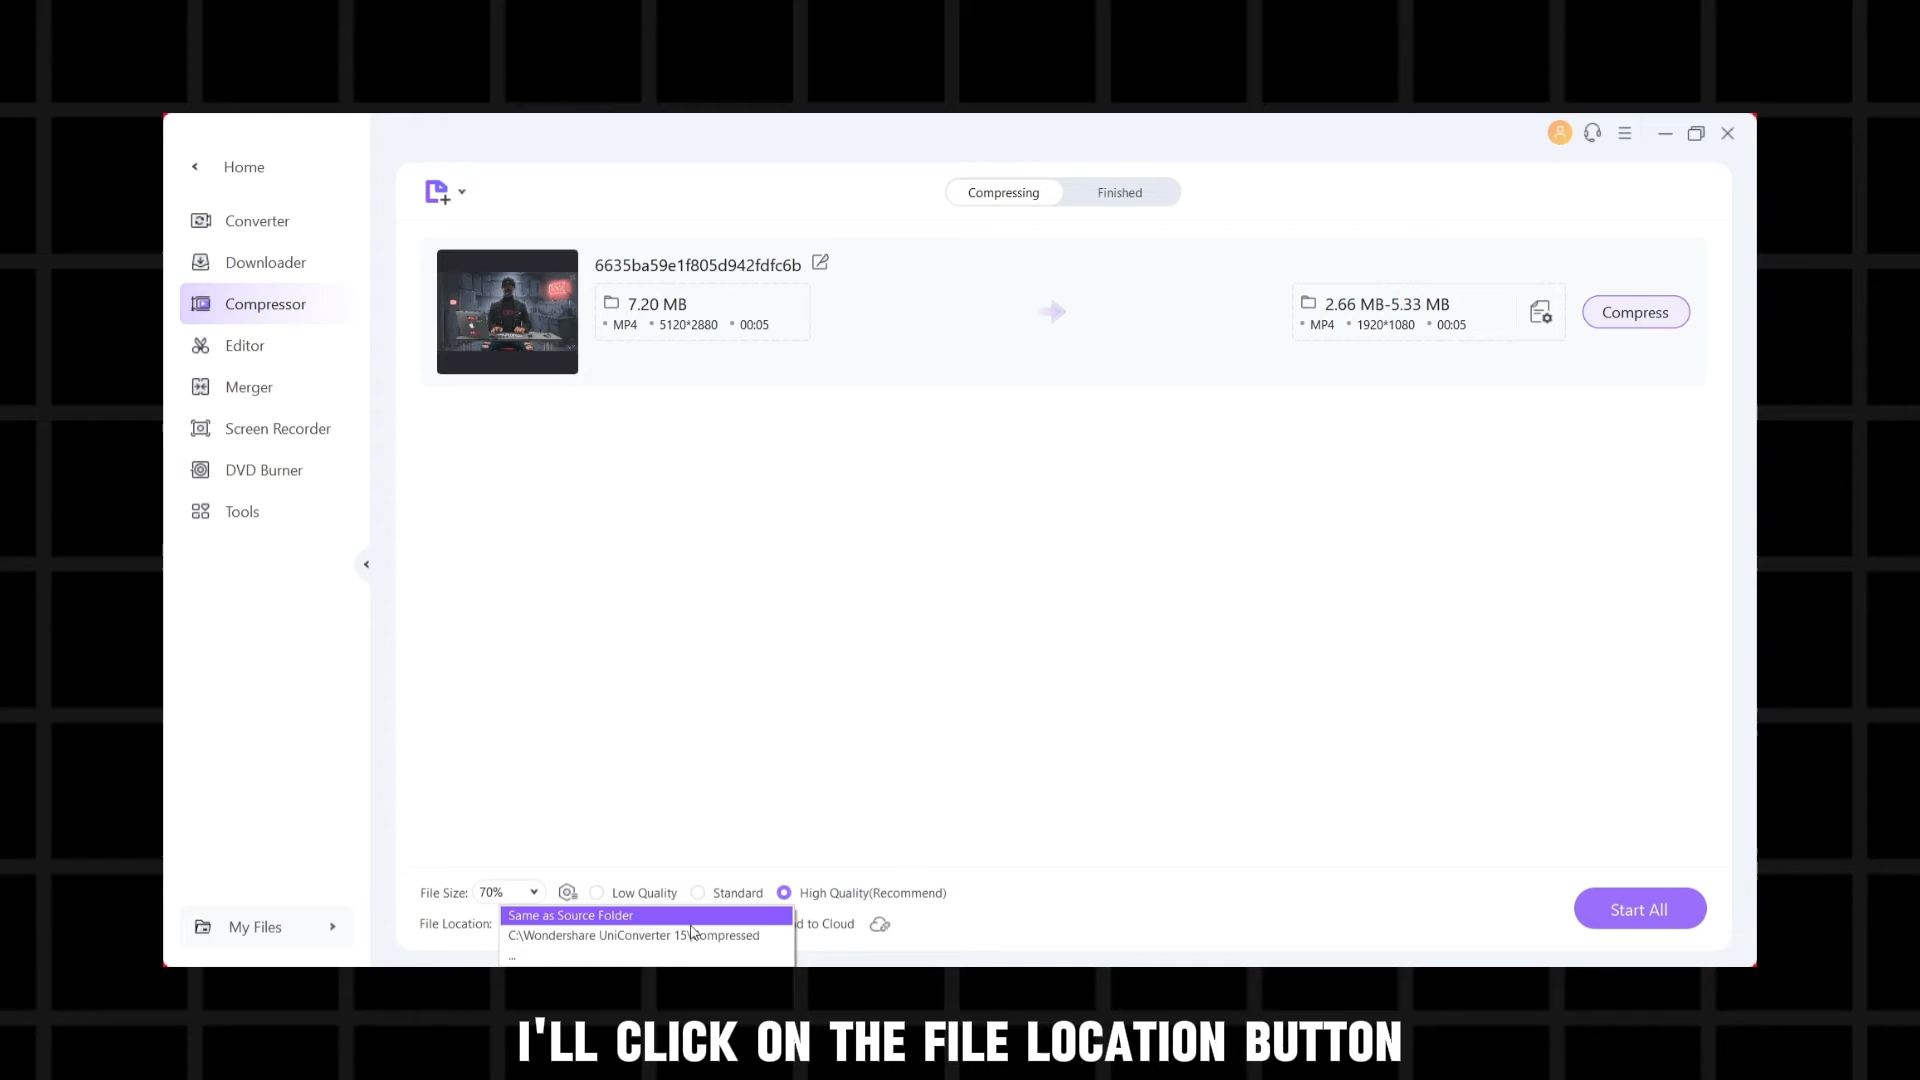 Home
Converter
Downloader
Compressor
Editor
Merger
Screen Recorder
DVD Burner
Tools
My Files
Compressing
Finished
6635ba59e1f805d942fdfc6b
7.20 MB
MP4 5120*2880 00:05
2.66 MB-5.33 MB
MP4 1920*1080 00:05
Compress
File Size: 70% Low Quality Standard High Quality(Recommend)
File Location:
Same as Source Folder
C:\Wondershare UniConverter 15\Compressed
...
to Cloud
Start All
I'LL CLICK ON THE FILE LOCATION BUTTON